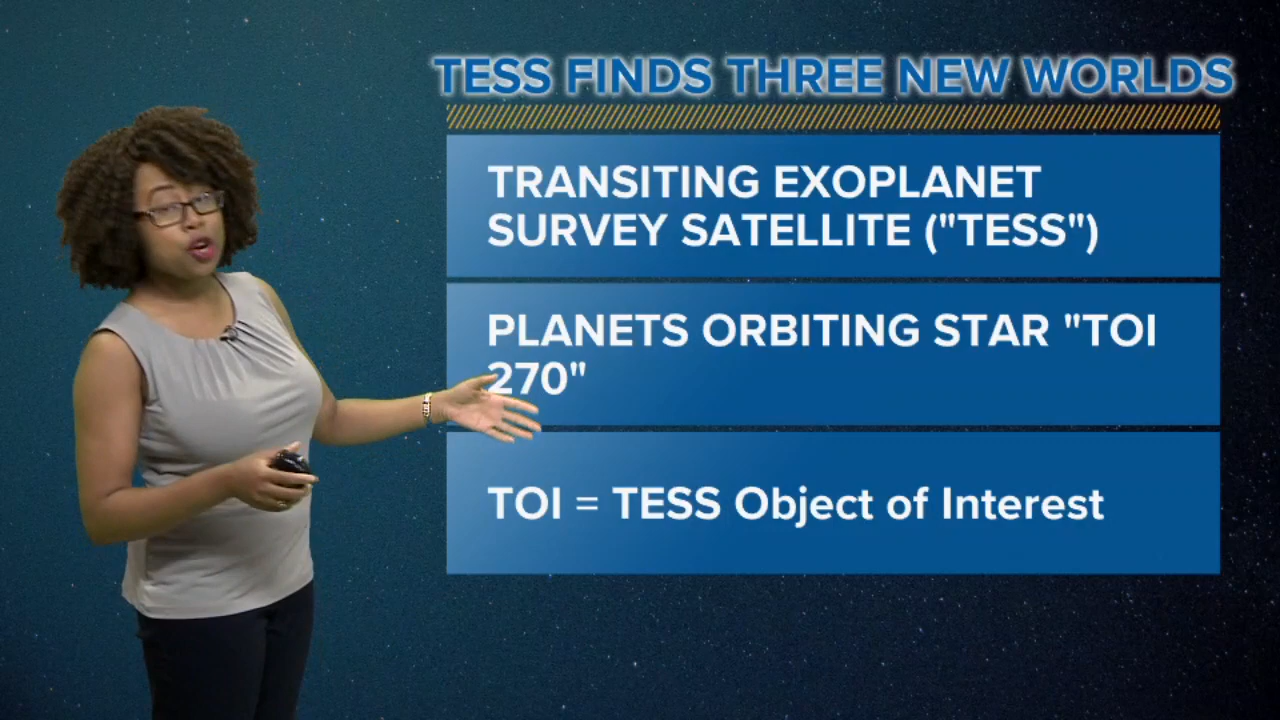 TESS FINDS THREE NEW WORLDS
TRANSITING EXOPLANET
SURVEY SATELLITE ("TESS")
PLANETS ORBITING STAR "TOI
270"
TOI = TESS Object of Interest